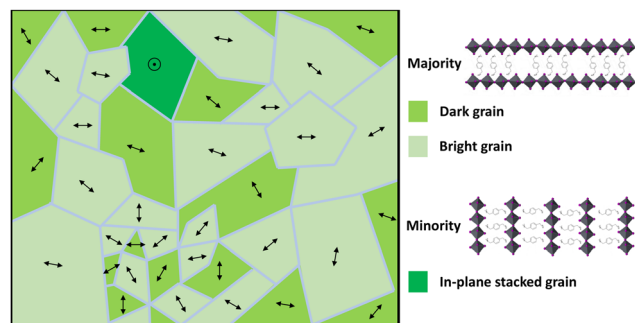 Majority
Dark grain
Bright grain
Minority
In-plane stacked grain